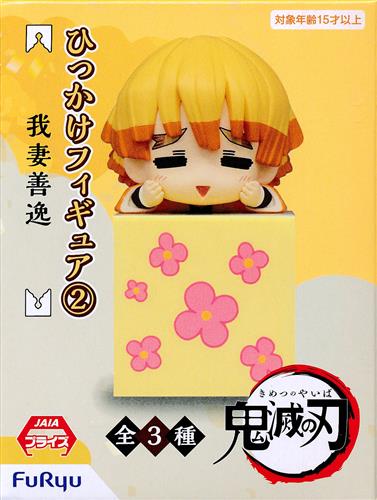 対象年齢15才以上
ひっかけフィギュア②
我妻善逸
JAIA
プライズ
全3種
きめつのやいば
鬼滅の刃
FuRyu